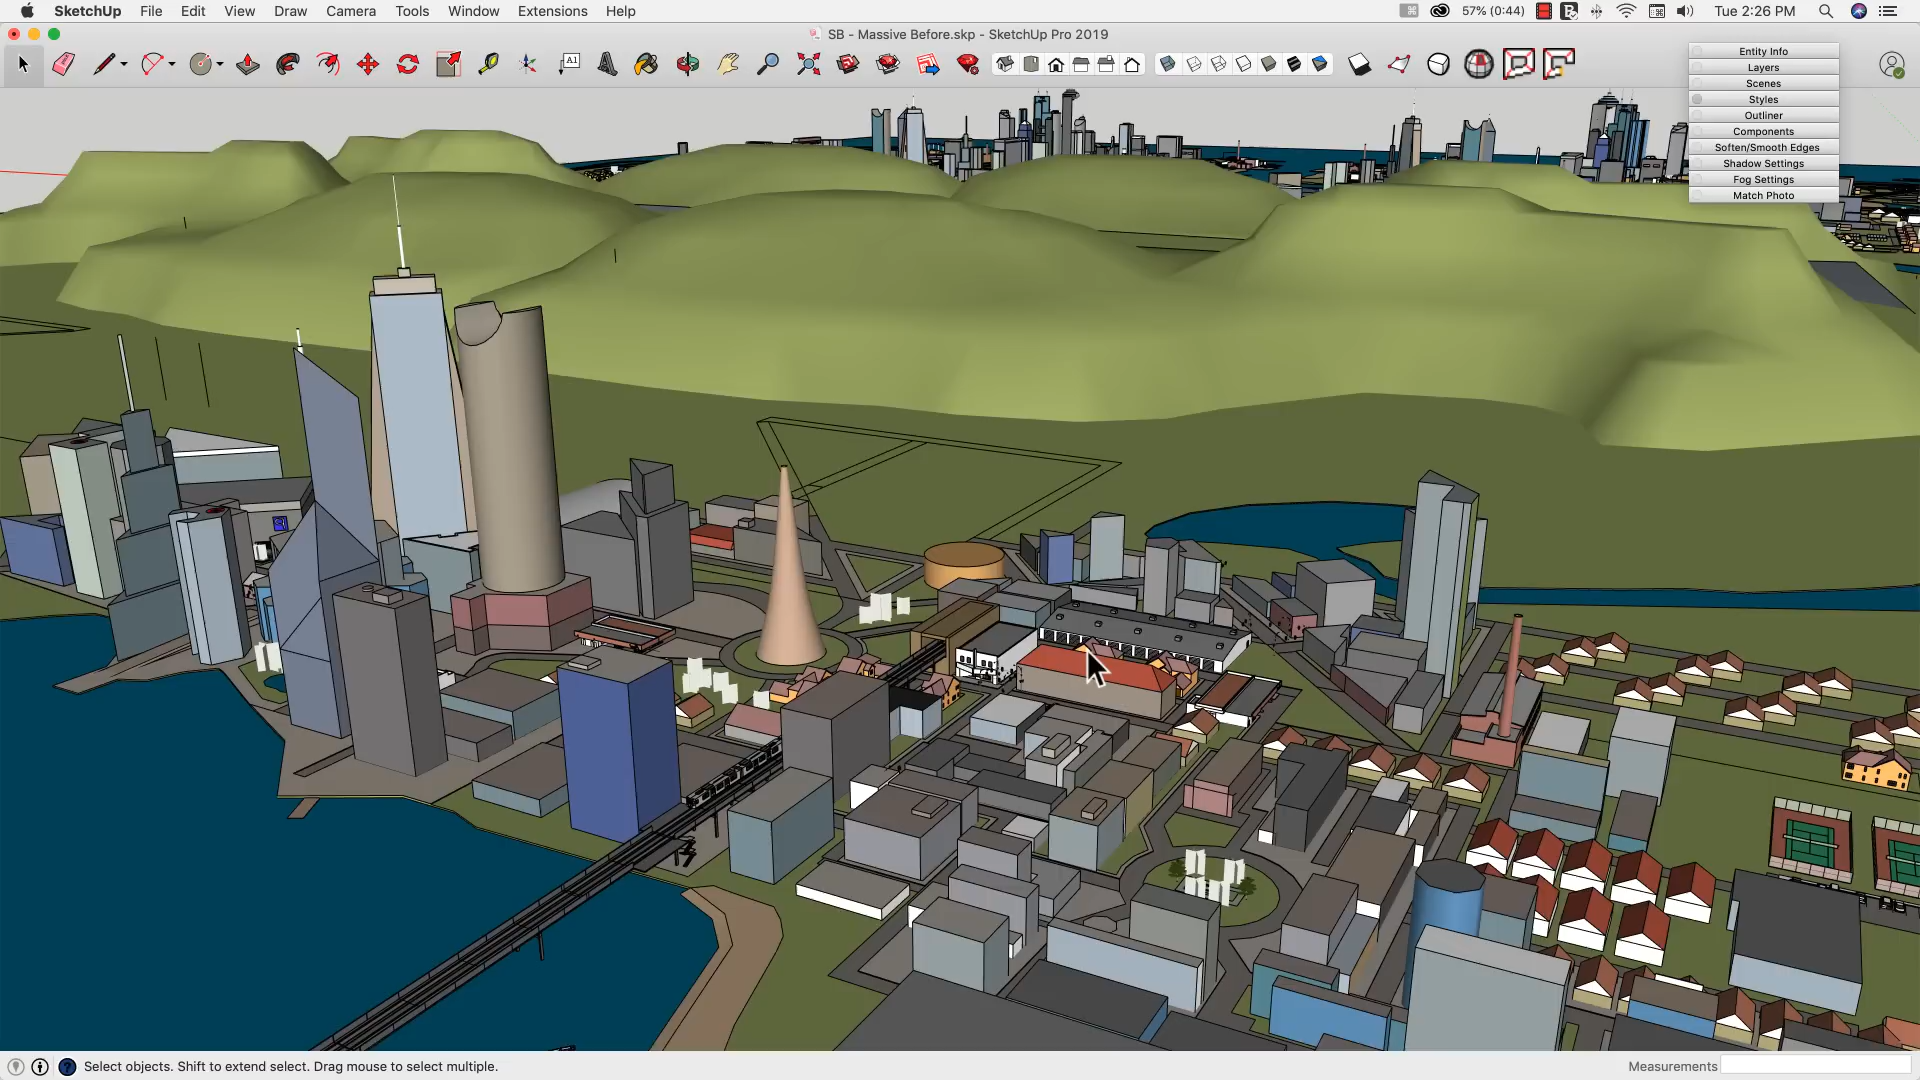 SketchUp File Edit View Draw Camera Tools Window Extensions Help
57% (0:44) Tue 2:26 PM
SB - Massive Before.skp - SketchUp Pro 2019
A1
Entity Info
Layers
Scenes
Styles
Outliner
Components
Soften/Smooth Edges
Shadow Settings
Fog Settings
Match Photo
Select objects. Shift to extend select. Drag mouse to select multiple.
Measurements